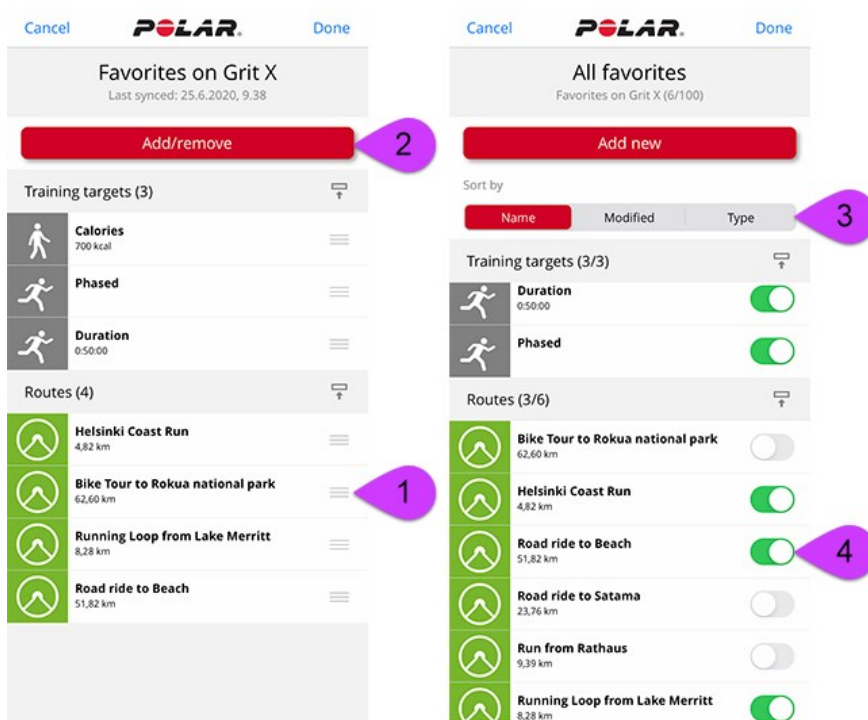 Cancel POLAR. Done
Favorites on Grit X
Last synced: 25.6.2020, 9.38
Add/remove
2
Training targets (3)
Calories
700 kcal
Phased
Duration
0:50:00
Routes (4)
Helsinki Coast Run
4,82 km
Bike Tour to Rokua national park
62,60 km
1
Running Loop from Lake Merritt
8,28 km
Road ride to Beach
51,82 km
Cancel POLAR. Done
All favorites
Favorites on Grit X (6/100)
Add new
Sort by
Name Modified Type
3
Training targets (3/3)
Duration
0:50:00
Phased
Routes (3/6)
Bike Tour to Rokua national park
62,60 km
Helsinki Coast Run
4,82 km
Road ride to Beach
51,82 km
4
Road ride to Satama
23,76 km
Run from Rathaus
9,39 km
Running Loop from Lake Merritt
8,28 km